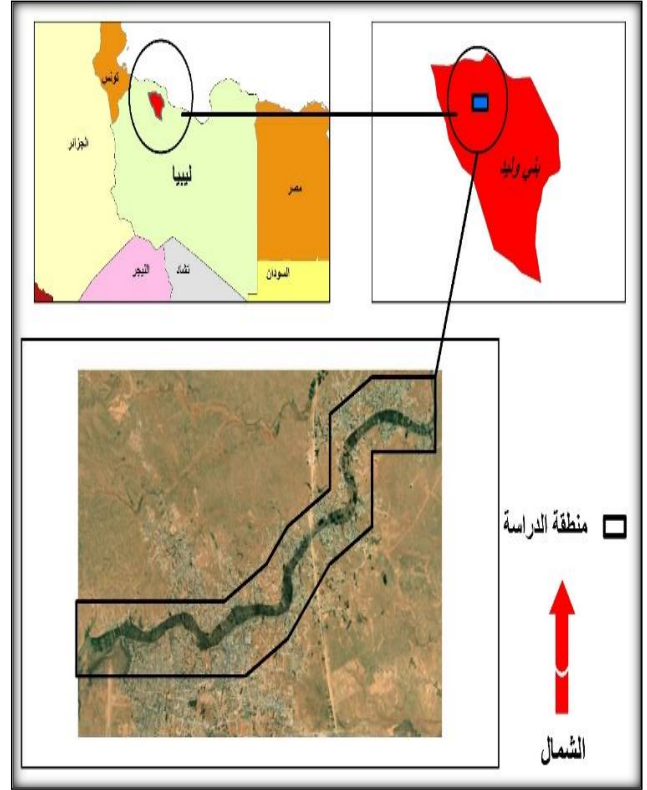 تونس
الجزائر
ليبيا
مصر
النيجر
تشاد
السودان
بني وليد
منطقة الدراسة
الشمال